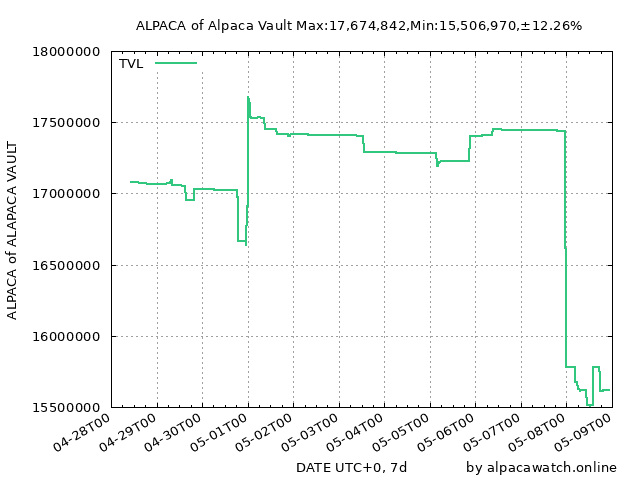 ALPACA of Alpaca Vault Max:17,674,842,Min:15,506,970,±12.26%
18000000
TVL
17500000
17000000
16500000
16000000
15500000
ALPACA of ALAPACA VAULT
04-28T00 04-29T00 04-30T00 05-01T00 05-02T00 05-03T00 05-04T00 05-05T00 05-06T00 05-07T00 05-08T00 05-09T00
DATE UTC+0, 7d by alpacawatch.online